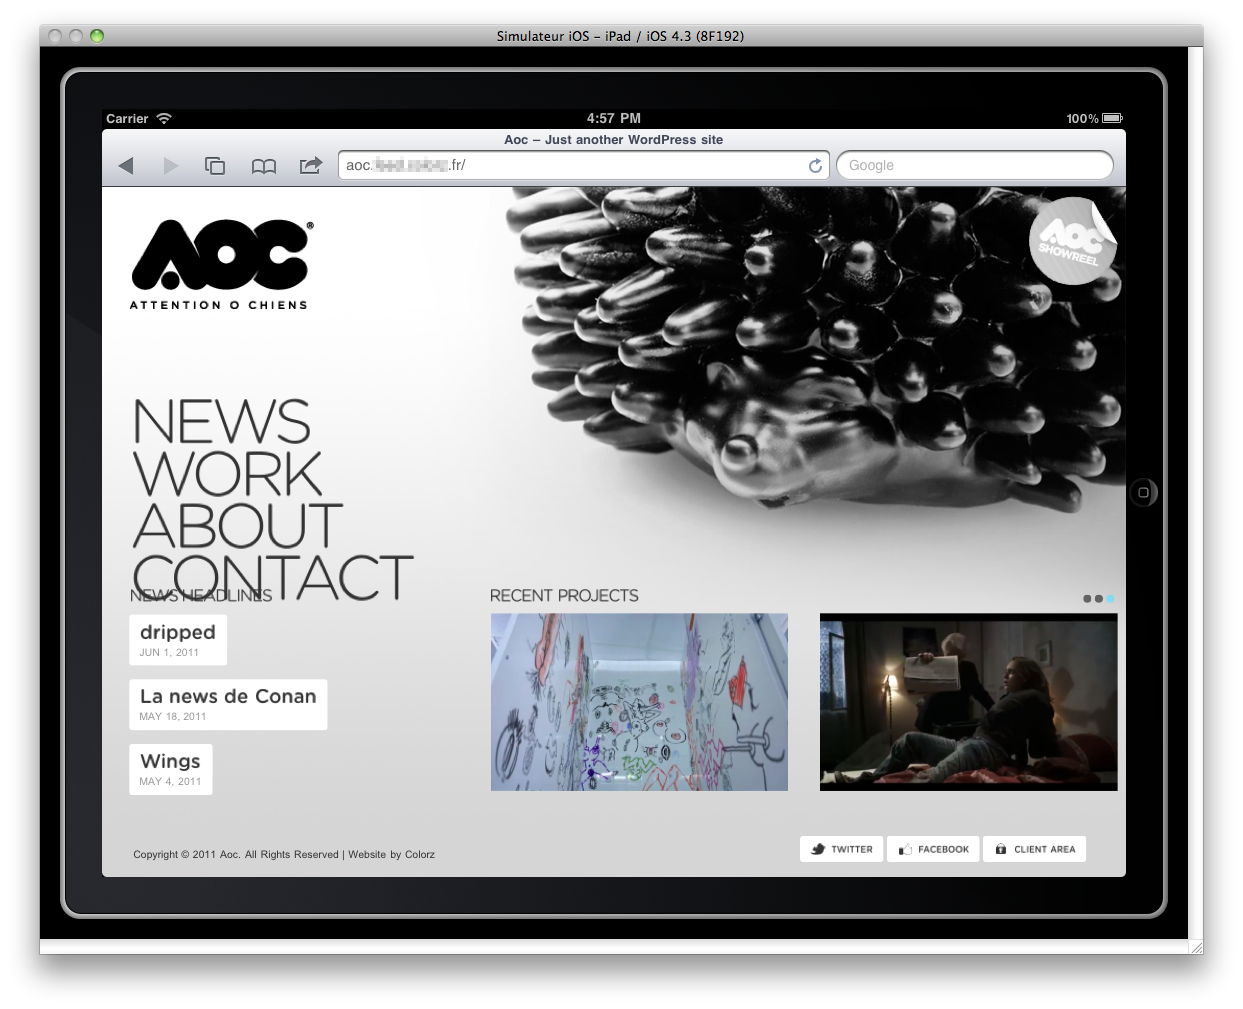 Simulateur iOS – iPad / iOS 4.3 (8F192)
Carrier 4:57 PM 100%
Aoc – Just another WordPress site
aoc. .fr/ Google
AOC®
ATTENTION O CHIENS
AOC
SHOWREEL
NEWS
WORK
ABOUT
CONTACT
NEWS HEADLINES
dripped
JUN 1, 2011
La news de Conan
MAY 18, 2011
Wings
MAY 4, 2011
RECENT PROJECTS
Copyright © 2011 Aoc. All Rights Reserved | Website by Colorz
TWITTER FACEBOOK CLIENT AREA